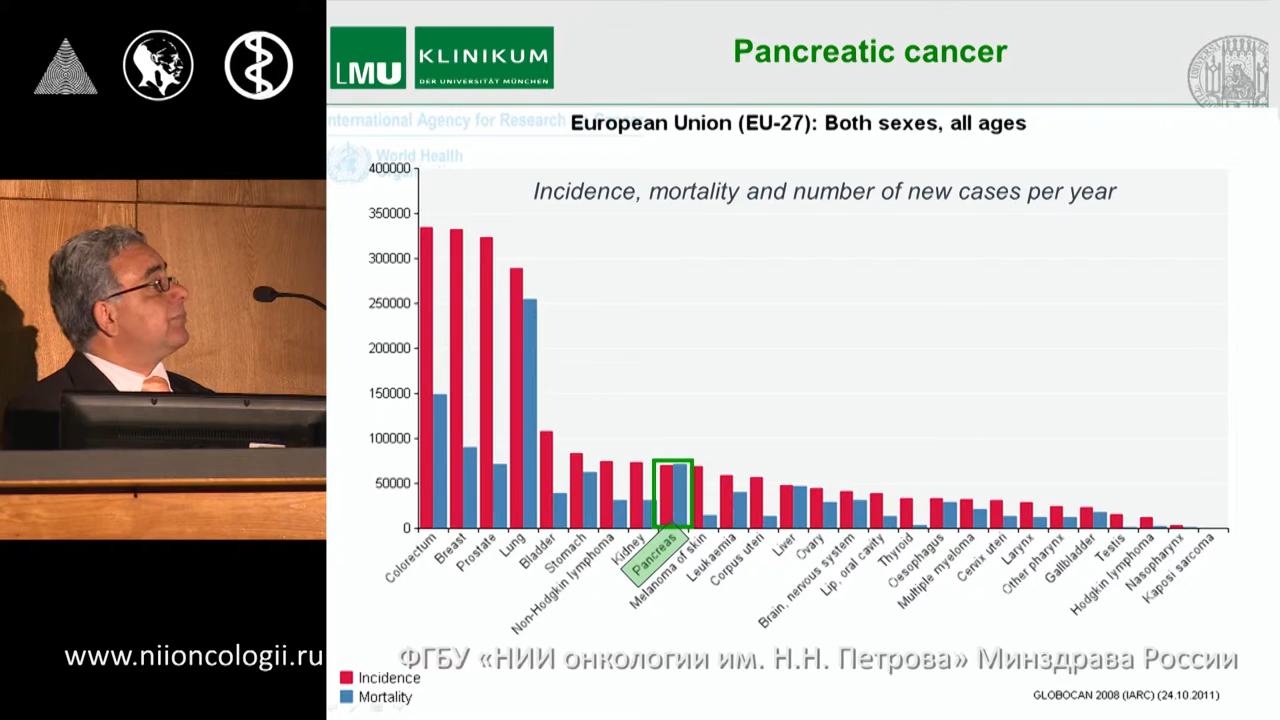 LMU
KLINIKUM
DER UNIVERSITÄT MÜNCHEN
Pancreatic cancer
International Agency for Research
World Health
European Union (EU-27): Both sexes, all ages
Incidence, mortality and number of new cases per year
400000
350000
300000
250000
200000
150000
100000
50000
0
Colorectum
Breast
Prostate
Lung
Bladder
Stomach
Non-Hodgkin lymphoma
Kidney
Pancreas
Melanoma of skin
Leukaemia
Corpus uteri
Liver
Ovary
Brain, nervous system
Lip, oral cavity
Thyroid
Oesophagus
Multiple myeloma
Cervix uteri
Larynx
Other pharynx
Gallbladder
Testis
Hodgkin lymphoma
Nasopharynx
Kaposi sarcoma
www.niioncologii.ru
ФГБУ «НИИ онкологии им. Н.Н. Петрова» Минздрава России
Incidence
Mortality
GLOBOCAN 2008 (IARC) (24.10.2011)